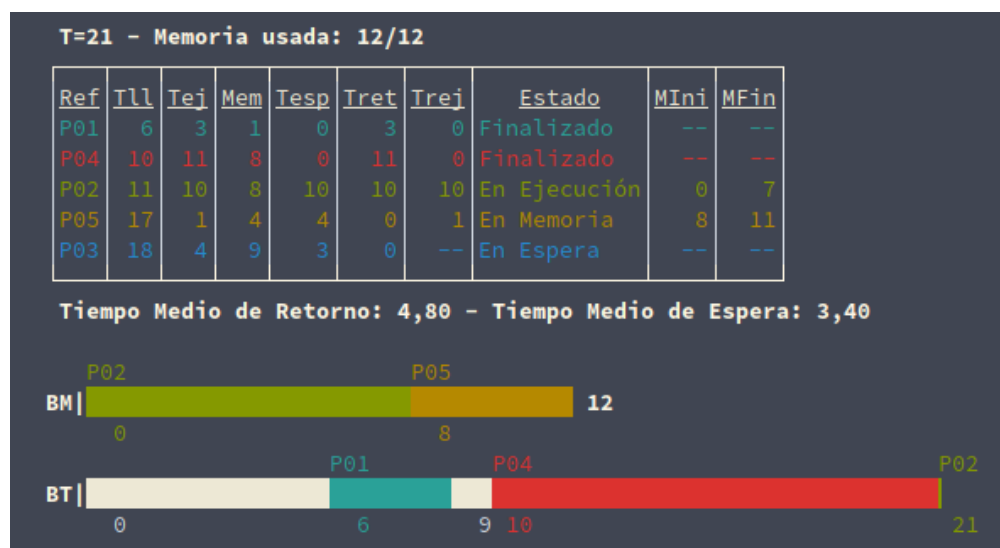 T=21 - Memoria usada: 12/12
Ref Tll Tej Mem Tesp Tret Trej Estado MIni MFin
P01 6 3 1 0 3 0 Finalizado -- --
P04 10 11 8 0 11 0 Finalizado -- --
P02 11 10 8 10 10 10 En Ejecución 0 7
P05 17 1 4 4 0 1 En Memoria 8 11
P03 18 4 9 3 0 -- En Espera -- --
Tiempo Medio de Retorno: 4,80 - Tiempo Medio de Espera: 3,40
P02 P05
BM| 12
0 8
P01 P04 P02
BT|
0 6 9 10 21